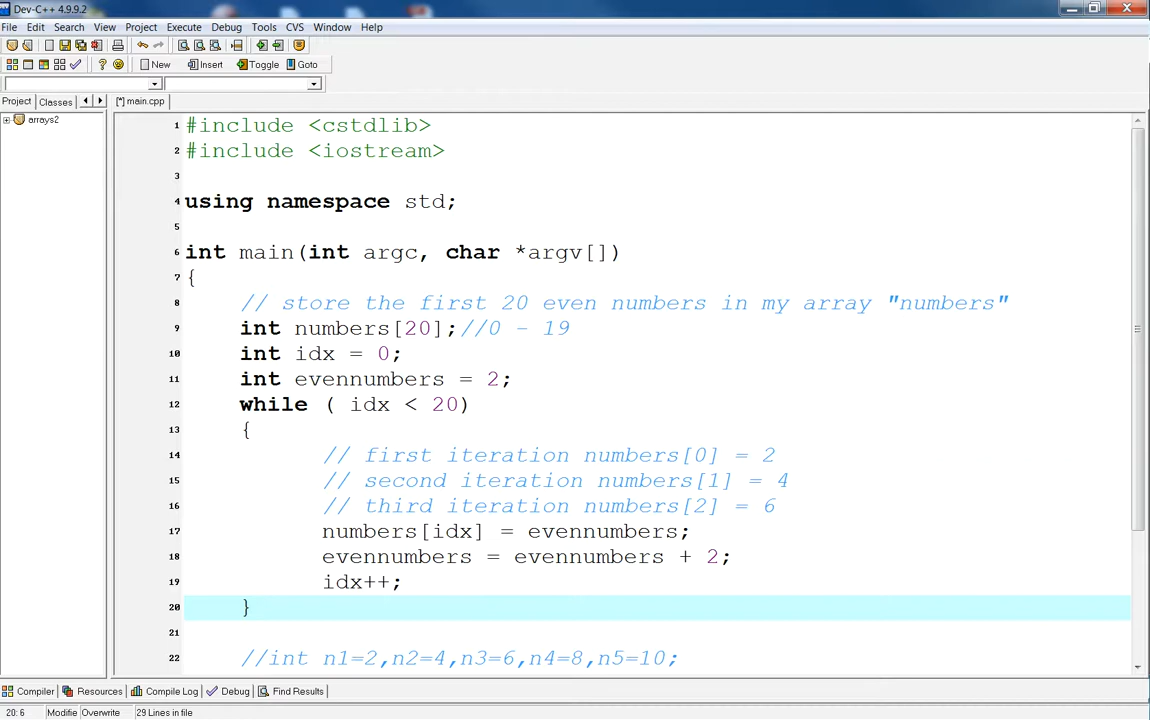 Dev-C++ 4.9.9.2
File Edit Search View Project Execute Debug Tools CVS Window Help
New Insert Toggle Goto
Project Classes [*] main.cpp
arrays2
1 #include <cstdlib>
2 #include <iostream>
3
4 using namespace std;
5
6 int main(int argc, char *argv[])
7 {
8 // store the first 20 even numbers in my array "numbers"
9 int numbers[20];//0 - 19
10 int idx = 0;
11 int evennumbers = 2;
12 while ( idx < 20)
13 {
14 // first iteration numbers[0] = 2
15 // second iteration numbers[1] = 4
16 // third iteration numbers[2] = 6
17 numbers[idx] = evennumbers;
18 evennumbers = evennumbers + 2;
19 idx++;
20 }
21
22 //int n1=2,n2=4,n3=6,n4=8,n5=10;
Compiler Resources Compile Log Debug Find Results
20: 6 Modifie Overwrite 29 Lines in file